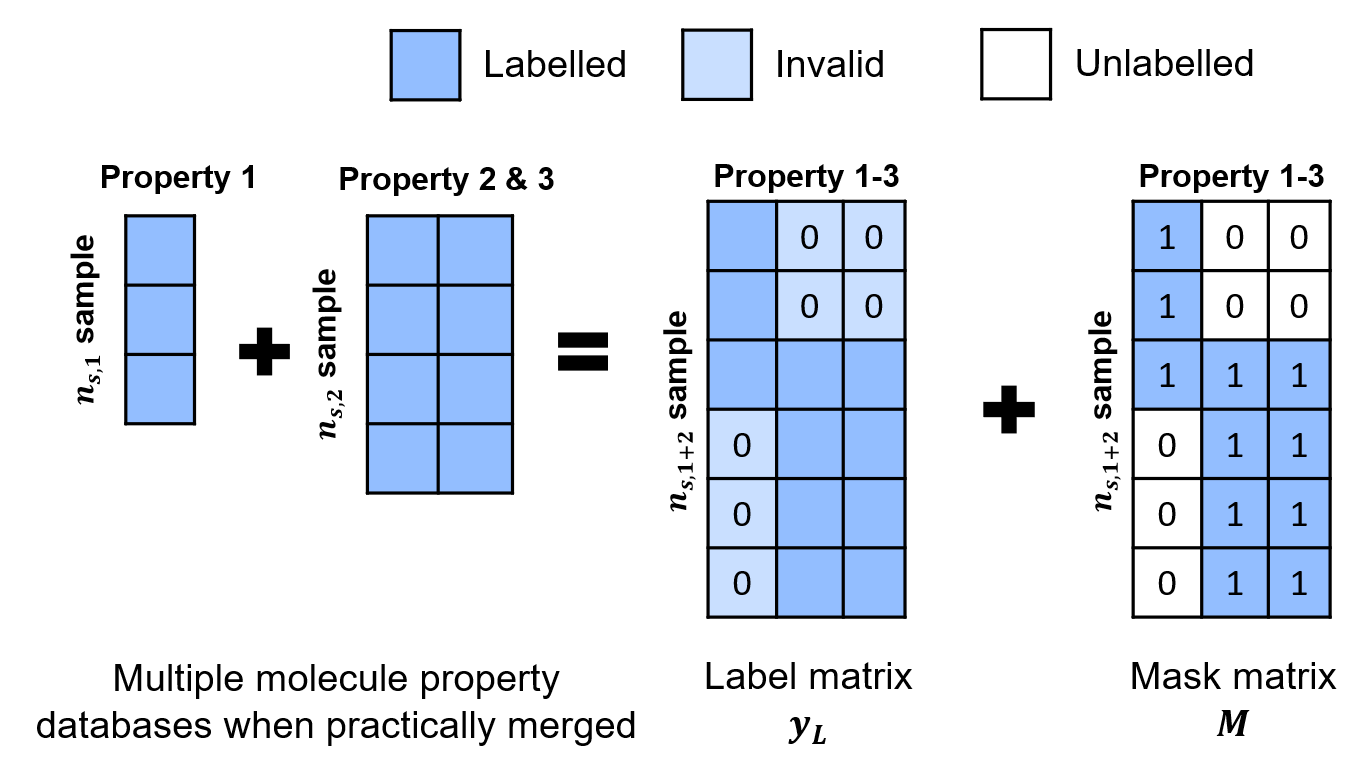 Labelled Invalid Unlabelled
Property 1
n_{s,1} sample
Property 2 & 3
n_{s,2} sample
Property 1-3
n_{s,1+2} sample
0 0
0 0
0
0
0
Property 1-3
n_{s,1+2} sample
1 0 0
1 0 0
1 1 1
0 1 1
0 1 1
0 1 1
Multiple molecule property
databases when practically merged
Label matrix
y_L
Mask matrix
M